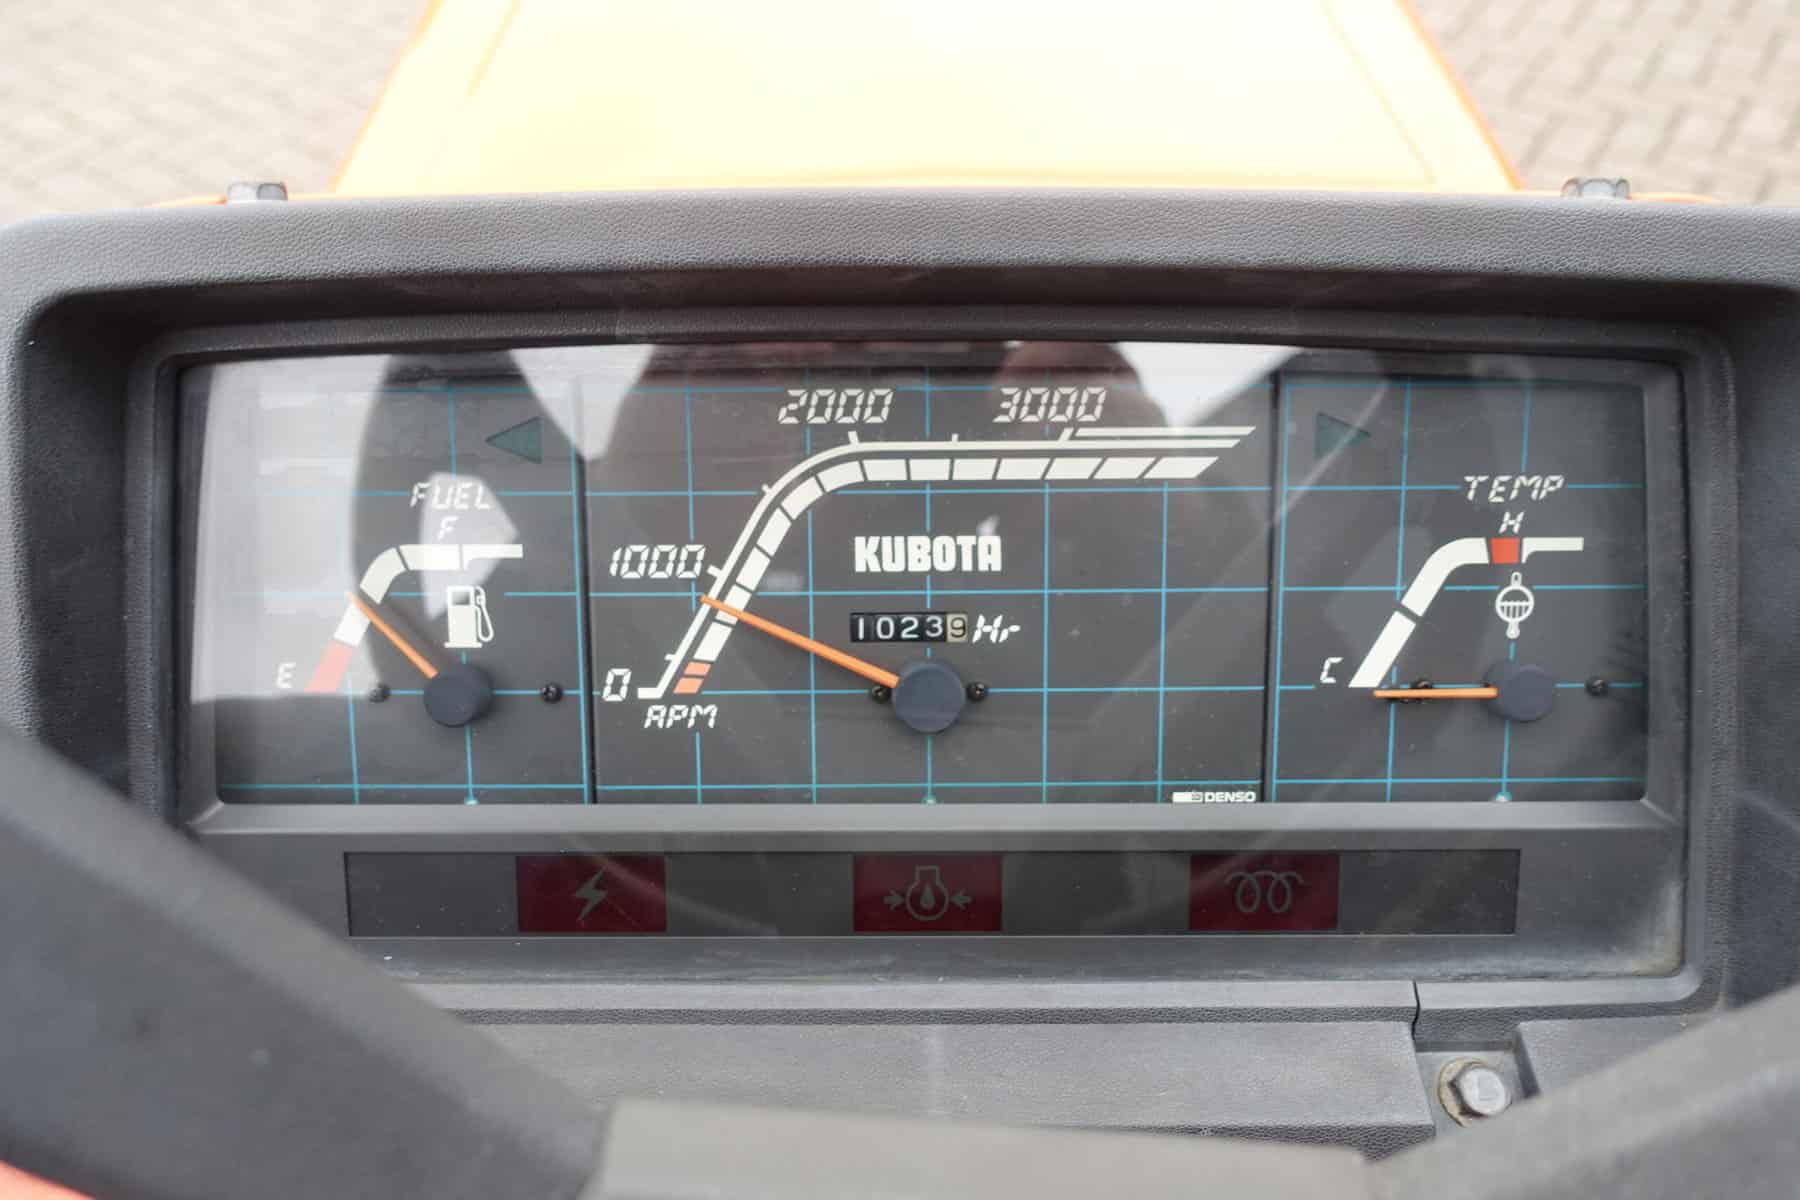 2000 3000
FUEL
F
TEMP
H
1000
KUBOTA
10239 Hr
E
0
C
RPM
DENSO